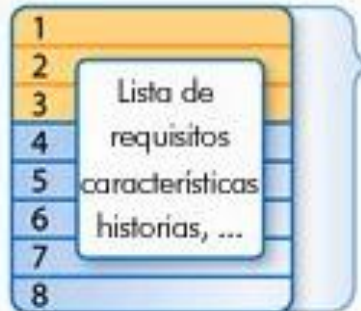 1
2
3
4
5
6
7
8
Lista de
requisitos
características
historias, ...